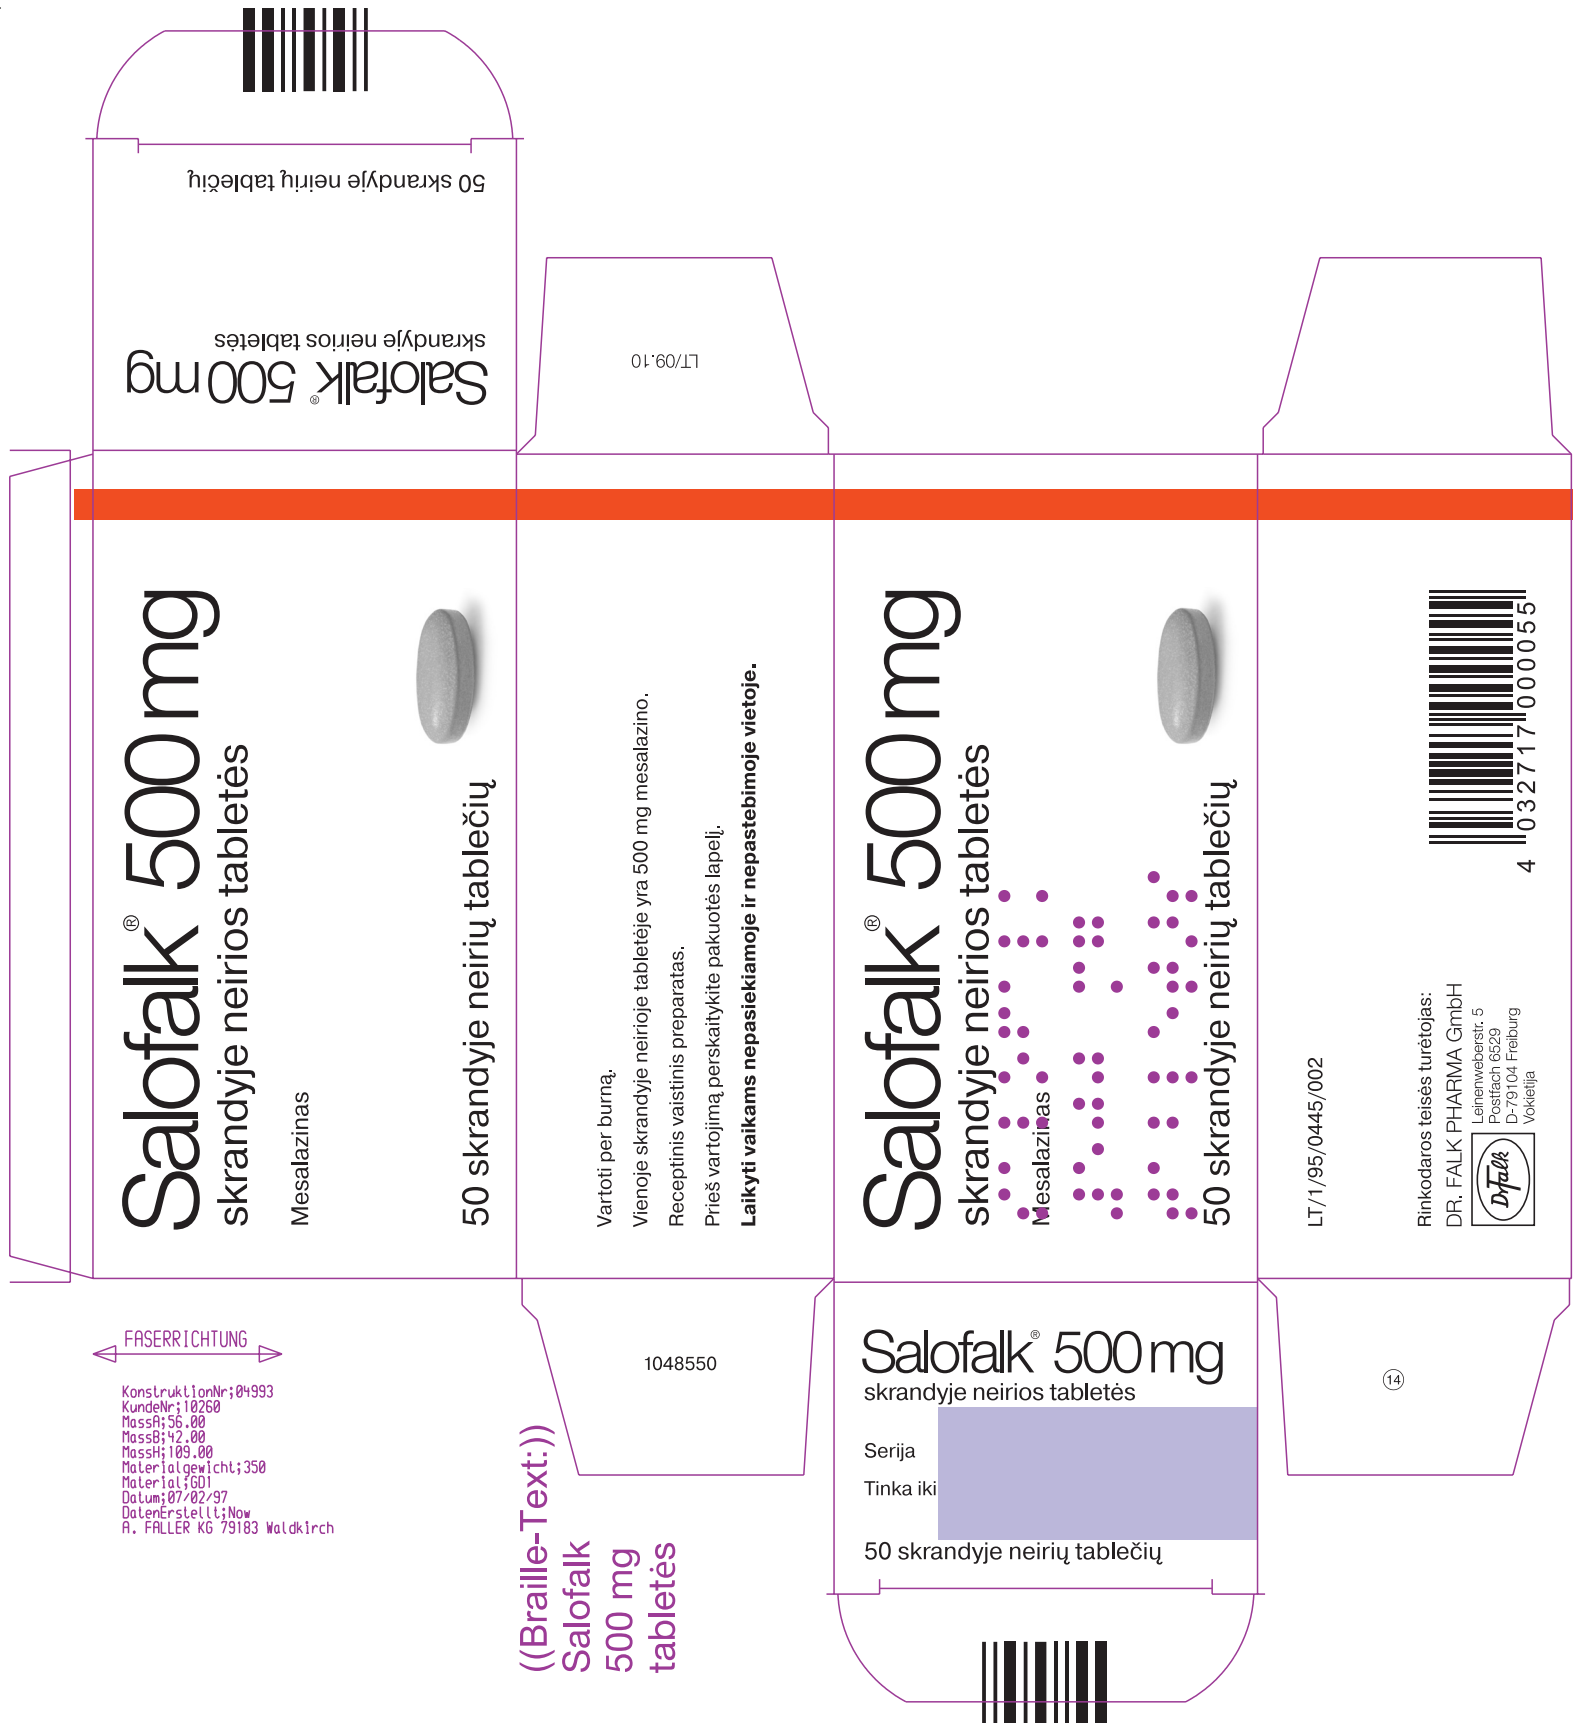 50 skrandyje neirių tablečių
skrandyje neirios tabletės
Salofalk® 500 mg
LT/09.10
Salofalk® 500 mg
skrandyje neirios tabletės
Mesalazinas
50 skrandyje neirių tablečių
Vartoti per burną.
Vienoje skrandyje neirioje tabletėje yra 500 mg mesalazino.
Receptinis vaistinis preparatas.
Prieš vartojimą perskaitykite pakuotės lapelį.
Laikyti vaikams nepasiekiamoje ir nepastebimoje vietoje.
Salofalk® 500 mg
skrandyje neirios tabletės
Mesalazinas
50 skrandyje neirių tablečių
LT/1/95/0445/002
Rinkodaros teisės turėtojas:
DR. FALK PHARMA GmbH
Leinenweberstr. 5
Postfach 6529
D-79104 Freiburg
Vokietija
Dr Falk
4 032717 000055
FASERRICHTUNG
KonstruktionNr;04993
KundeNr;10260
MassA;56.00
MassB;42.00
MassH;109.00
Materialgewicht;350
Material;GD1
Datum;07/02/97
DatenErstellt;Now
A. FALLER KG 79183 Waldkirch
((Braille-Text:))
Salofalk
500 mg
tabletės
1048550
Salofalk® 500 mg
skrandyje neirios tabletės
Serija
Tinka iki
50 skrandyje neirių tablečių
14